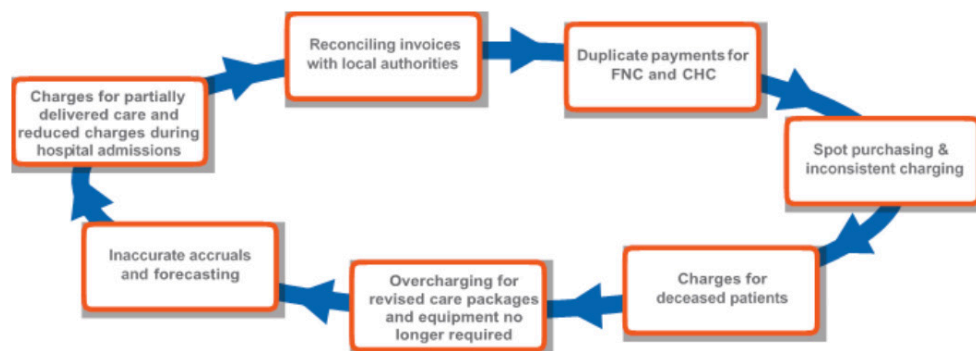 Reconciling invoices
with local authorities
Duplicate payments for
FNC and CHC
Spot purchasing &
inconsistent charging
Charges for
deceased patients
Overcharging for
revised care packages
and equipment no
longer required
Inaccurate accruals
and forecasting
Charges for partially
delivered care and
reduced charges during
hospital admissions